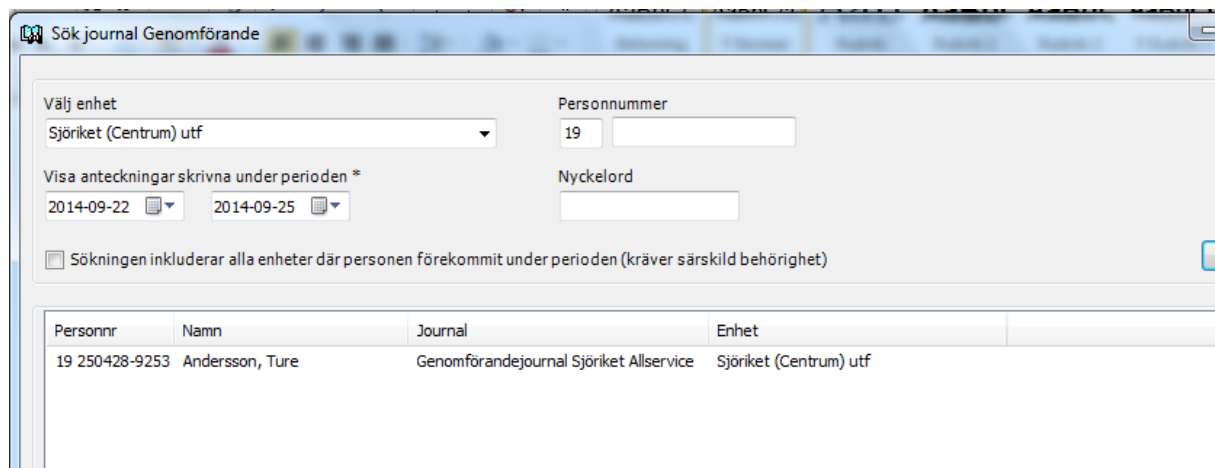 Sök journal Genomförande
Välj enhet
Personnummer
Sjöriket (Centrum) utf
19
Visa anteckningar skrivna under perioden *
Nyckelord
2014-09-22
2014-09-25
Sökningen inkluderar alla enheter där personen förekommit under perioden (kräver särskild behörighet)
Personnr Namn Journal Enhet
19 250428-9253 Andersson, Ture Genomförandejournal Sjöriket Allservice Sjöriket (Centrum) utf